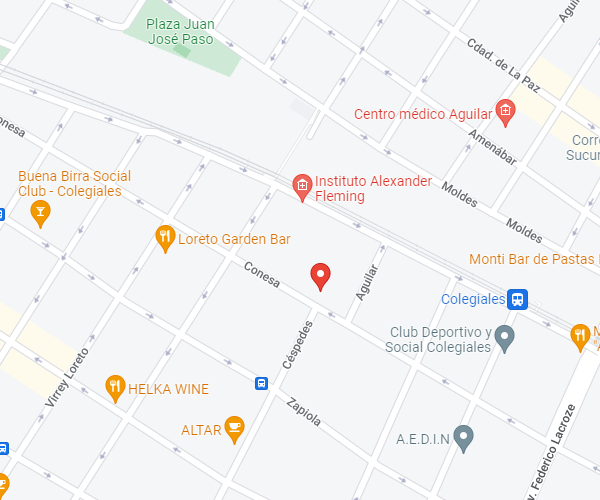 Plaza Juan
José Paso
Aguilar
Cdad. de La Paz
Centro médico Aguilar
Amenábar
Corre
Sucurs
Conesa
Buena Birra Social
Club - Colegiales
Instituto Alexander
Fleming
Moldes
Moldes
Loreto Garden Bar
Monti Bar de Pastas
Conesa
Aguilar
Colegiales
Club Deportivo y
Social Colegiales
Céspedes
Virrey Loreto
HELKA WINE
Zapiola
ALTAR
A.E.D.I.N
Av. Federico Lacroze